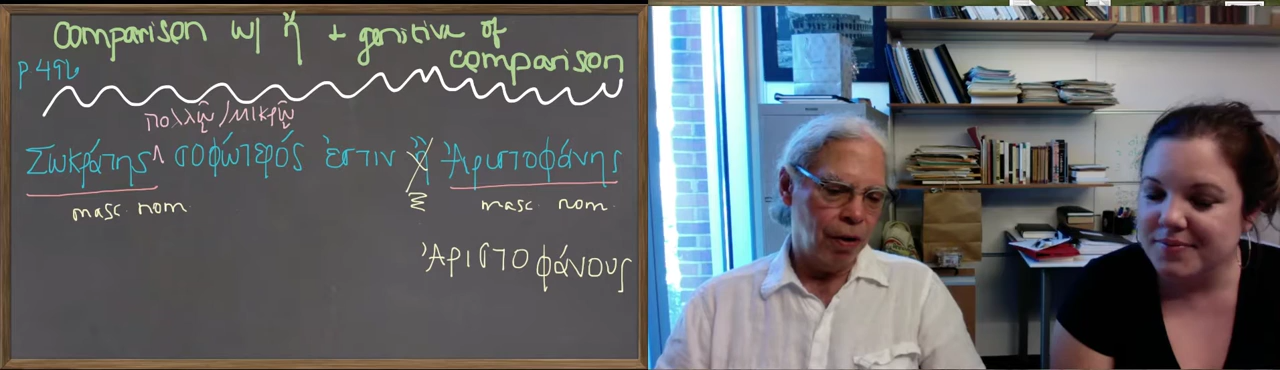 comparison w/ ἤ + genitive of
comparison
p. 496
πολλῷ / μικρῷ
Σωκράτης ^ σοφώτερός ἐστιν ἢ Ἀριστοφάνης
masc. nom. masc. nom.
Ἀριστοφάνους